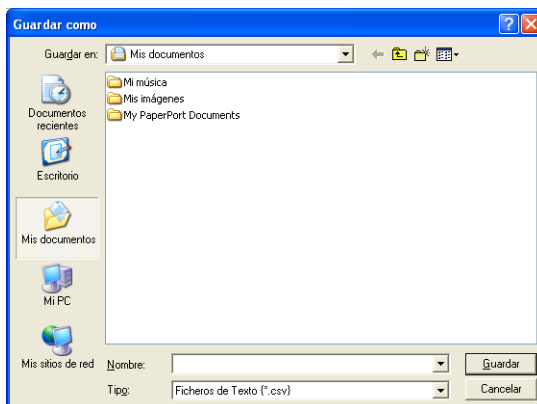 Guardar como
Guardar en: Mis documentos
Mi música
Mis imágenes
My PaperPort Documents
Documentos
recientes
Escritorio
Mis documentos
Mi PC
Mis sitios de red
Nombre:
Guardar
Tipo: Ficheros de Texto {*.csv}
Cancelar